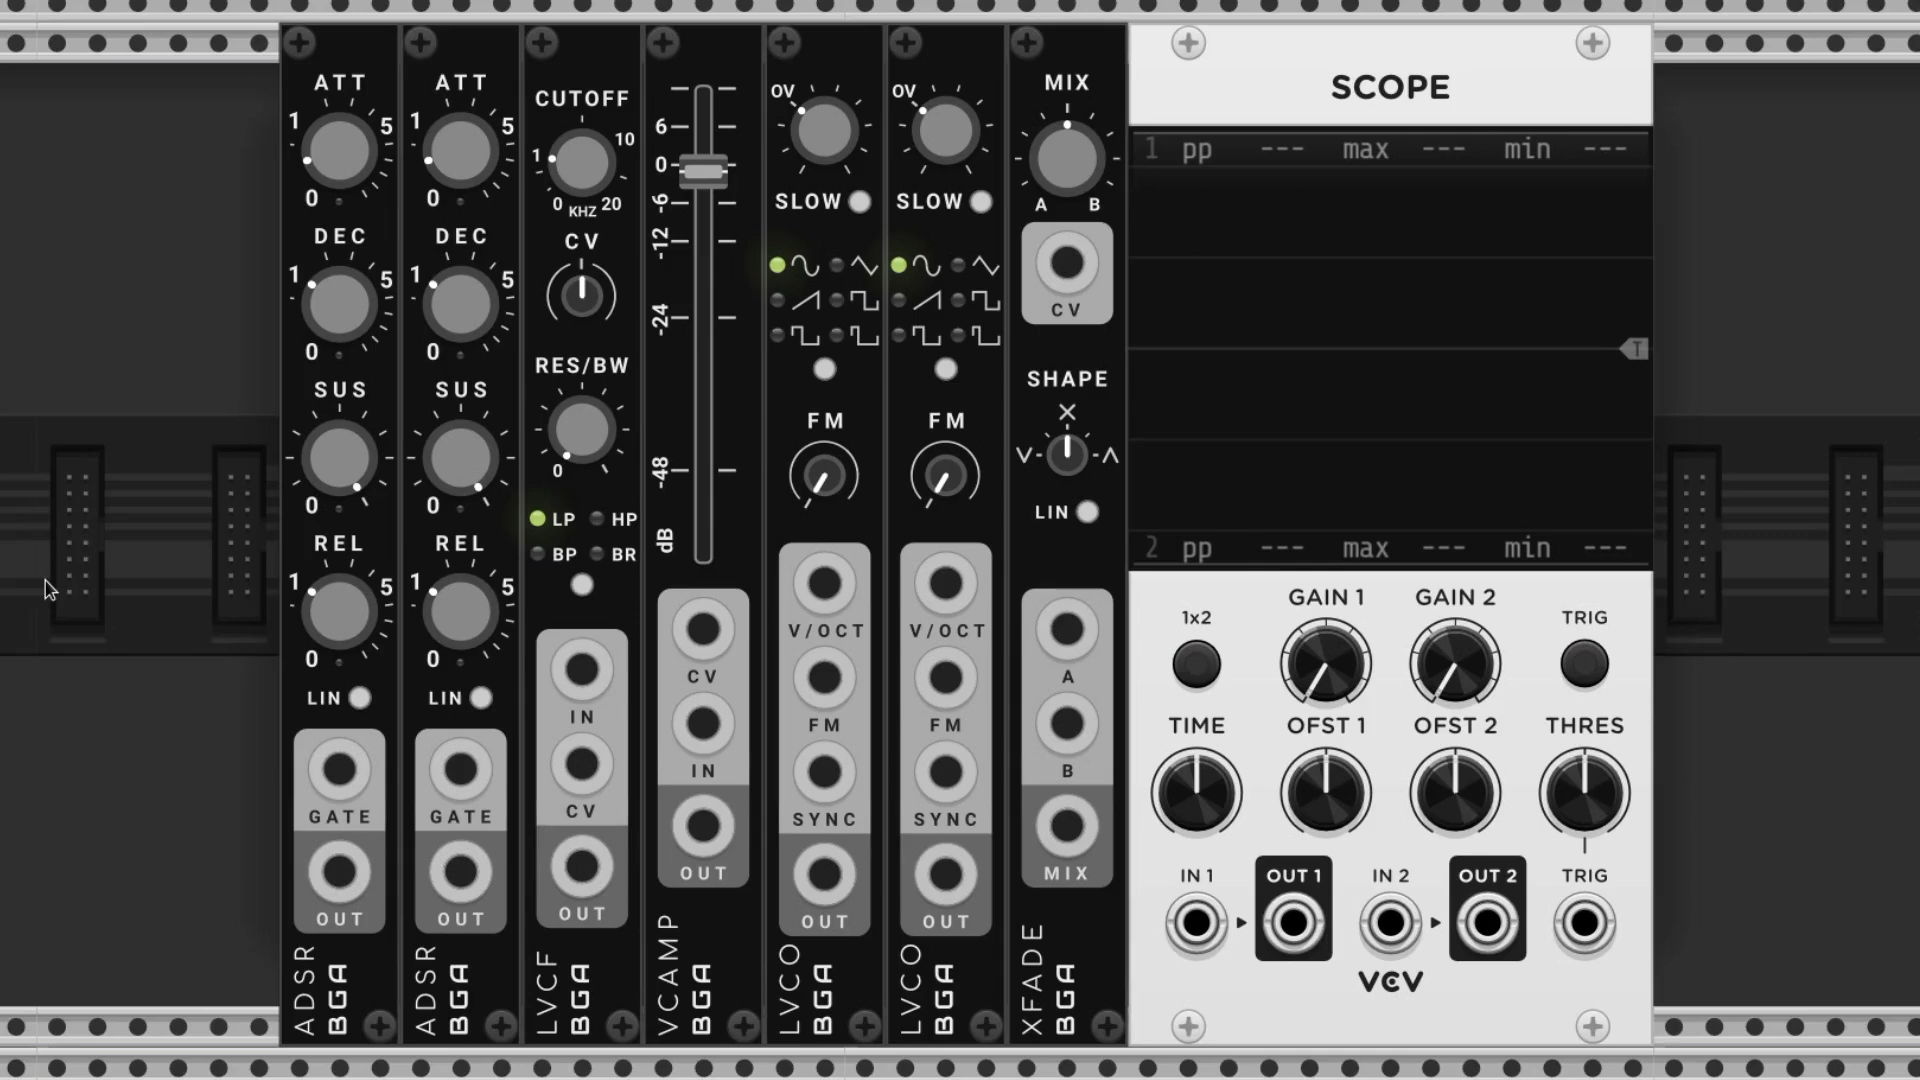 ATT
1 5
0
DEC
1 5
0
SUS
0
REL
1 5
0
LIN
GATE
OUT
ADSR
BGA
ATT
1 5
0
DEC
1 5
0
SUS
0
REL
1 5
0
LIN
GATE
OUT
ADSR
BGA
CUTOFF
10
1
0 KHZ 20
CV
RES/BW
0
LP HP
BP BR
IN
CV
OUT
LVCF
BGA
6
0
-6
-12
-24
-48
dB
CV
IN
OUT
VCAMP
BGA
0V
SLOW
FM
V/OCT
FM
SYNC
OUT
LVCO
BGA
0V
SLOW
FM
V/OCT
FM
SYNC
OUT
LVCO
BGA
MIX
A B
CV
SHAPE
LIN
A
B
MIX
XFADE
BGA
SCOPE
1 pp --- max --- min ---
T
2 pp --- max --- min ---
1x2 GAIN 1 GAIN 2 TRIG
TIME OFST 1 OFST 2 THRES
IN 1 OUT 1 IN 2 OUT 2 TRIG
VCV